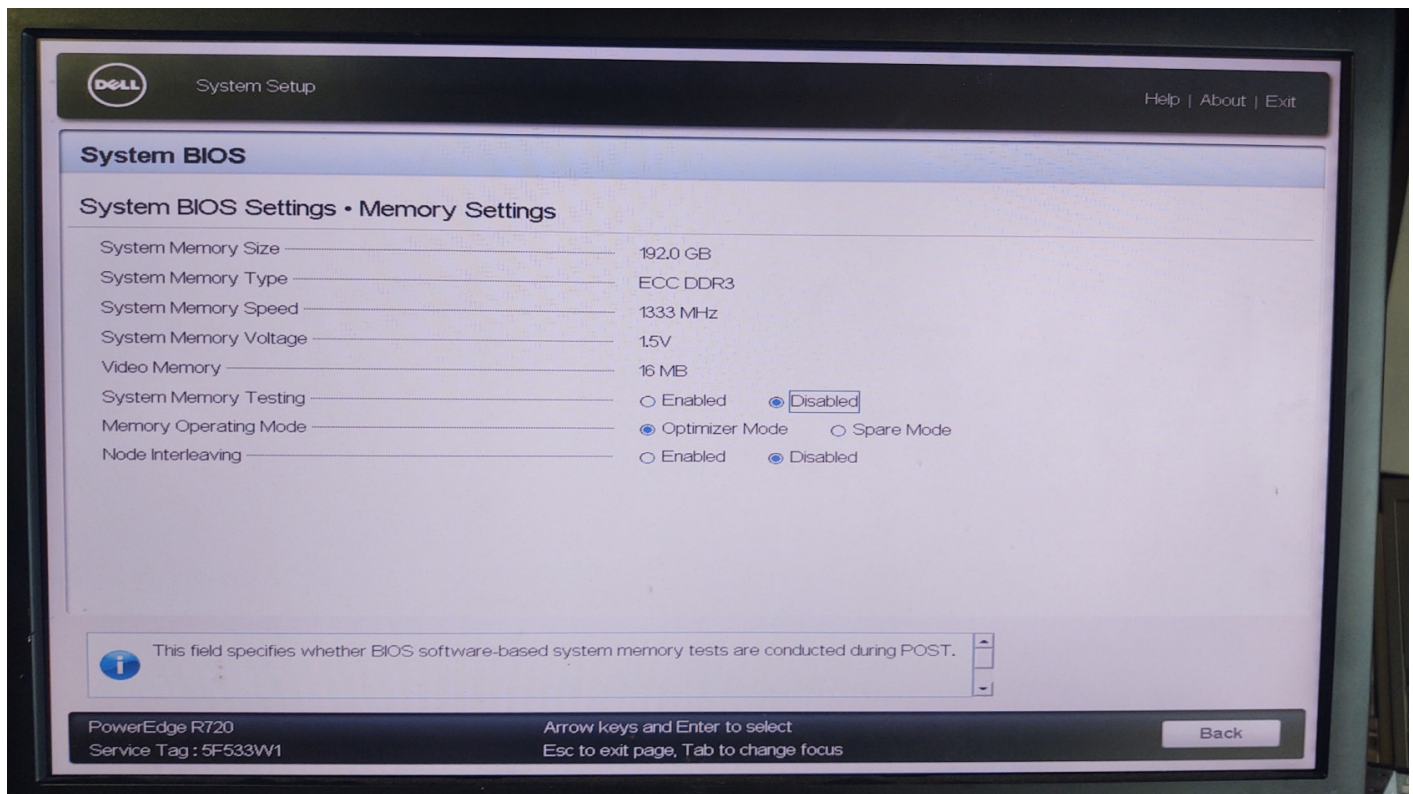 DELL
System Setup
Help | About | Exit
System BIOS
System BIOS Settings • Memory Settings
System Memory Size 192.0 GB
System Memory Type ECC DDR3
System Memory Speed 1333 MHz
System Memory Voltage 1.5V
Video Memory 16 MB
System Memory Testing Enabled Disabled
Memory Operating Mode Optimizer Mode Spare Mode
Node Interleaving Enabled Disabled
This field specifies whether BIOS software-based system memory tests are conducted during POST.
PowerEdge R720 Arrow keys and Enter to select
Service Tag : 5F533W1 Esc to exit page, Tab to change focus
Back